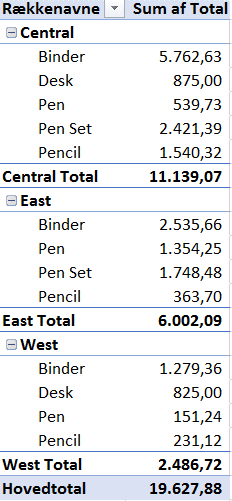 Rækkenavne Sum af Total
Central
Binder 5.762,63
Desk 875,00
Pen 539,73
Pen Set 2.421,39
Pencil 1.540,32
Central Total 11.139,07
East
Binder 2.535,66
Pen 1.354,25
Pen Set 1.748,48
Pencil 363,70
East Total 6.002,09
West
Binder 1.279,36
Desk 825,00
Pen 151,24
Pencil 231,12
West Total 2.486,72
Hovedtotal 19.627,88